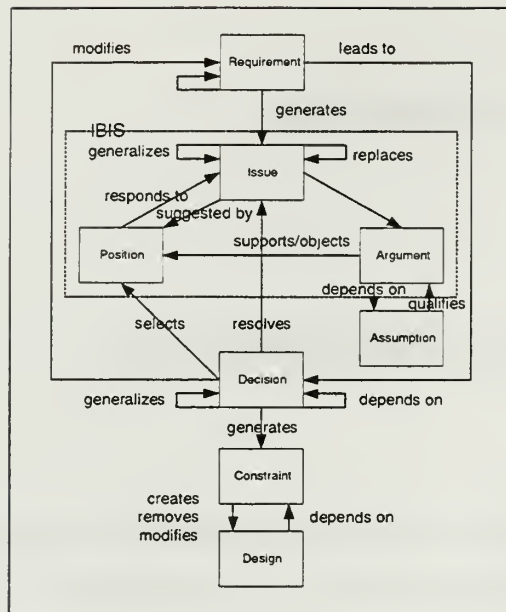 modifies
leads to
Requirement
generates
IBIS
generalizes
replaces
Issue
responds to
suggested by
supports/objects
Position
Argument
depends on
qualifies
selects
resolves
Assumption
Decision
generalizes
depends on
generates
Constraint
creates
removes
modifies
depends on
Design